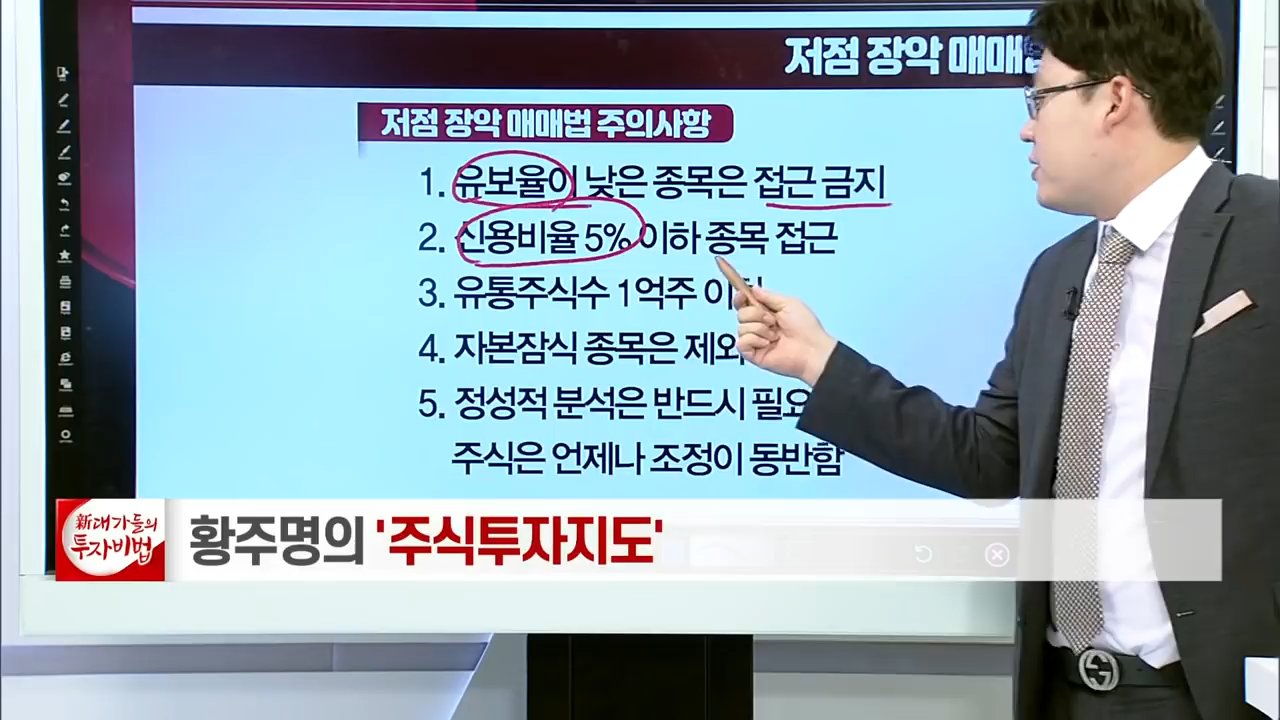 저점 장악 매매
저점 장악 매매법 주의사항
1. 유보율이 낮은 종목은 접근 금지
2. 신용비율 5% 이하 종목 접근
3. 유통주식수 1억주
4. 자본잠식 종목은 제외
5. 정성적 분석은 반드시 필요
주식은 언제나 조정이 동반함
新대가들의
투자비법
황주명의 '주식투자지도'